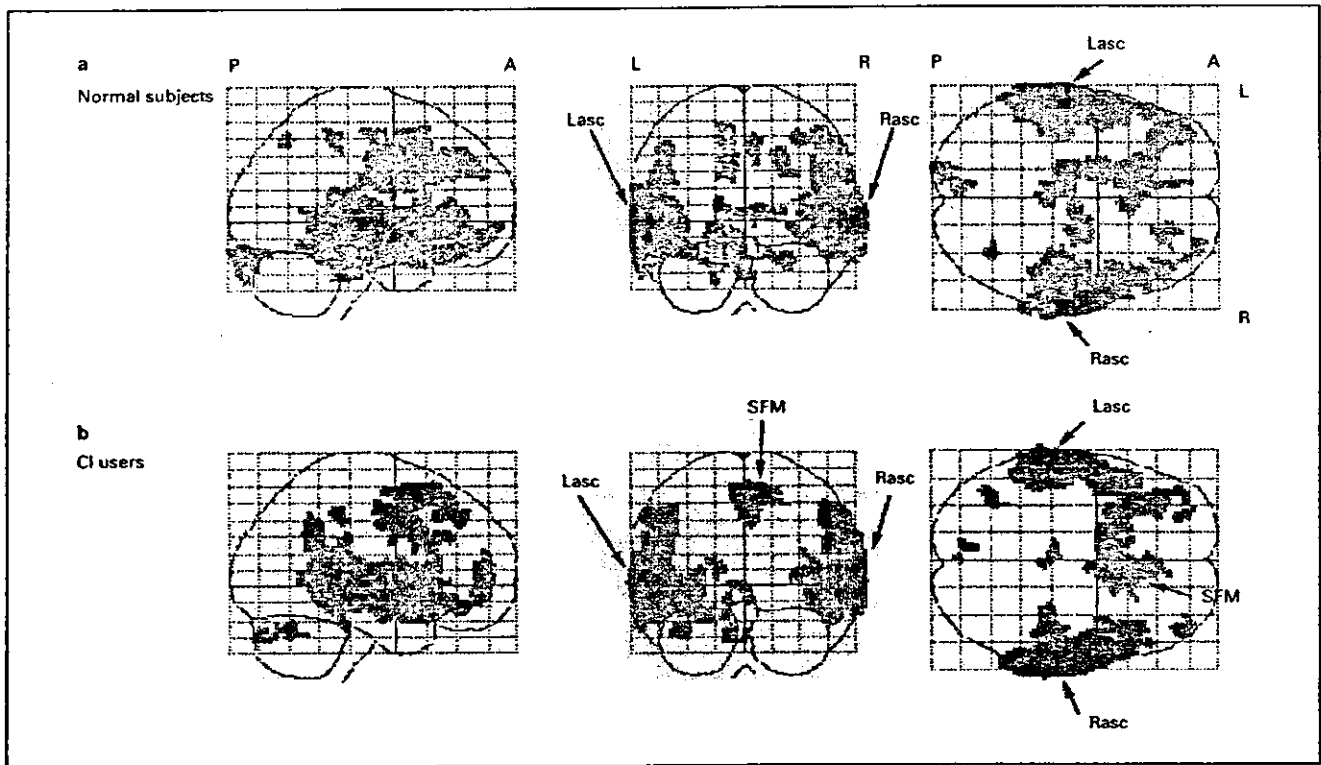 a
Normal subjects
P A
L R
P A
L
R
Lasc
Rasc
Lasc
Rasc
b
CI users
SFM
Lasc
Rasc
Lasc
SFM
Rasc